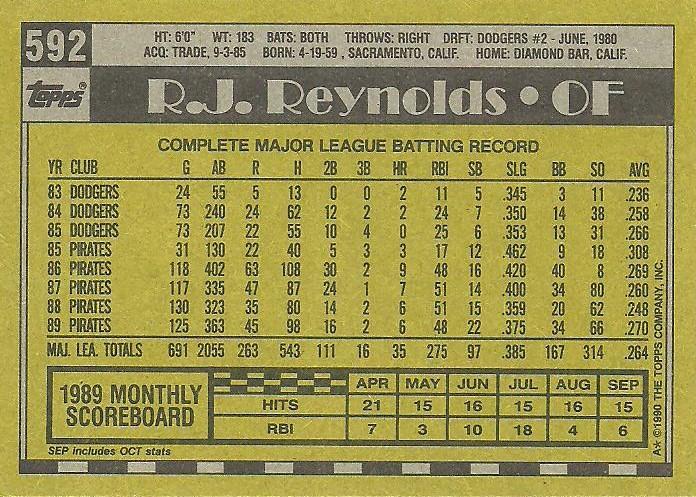 592
HT: 6'0" WT: 183 BATS: BOTH THROWS: RIGHT DRFT: DODGERS #2 - JUNE, 1980
ACQ: TRADE, 9-3-85 BORN: 4-19-59 , SACRAMENTO, CALIF. HOME: DIAMOND BAR, CALIF.
Topps® R.J. Reynolds • OF
COMPLETE MAJOR LEAGUE BATTING RECORD
YR CLUB G AB R H 2B 3B HR RBI SB SLG BB SO AVG
83 DODGERS 24 55 5 13 0 0 2 11 5 .345 3 11 .236
84 DODGERS 73 240 24 62 12 2 2 24 7 .350 14 38 .258
85 DODGERS 73 207 22 55 10 4 0 25 6 .353 13 31 .266
85 PIRATES 31 130 22 40 5 3 3 17 12 .462 9 18 .308
86 PIRATES 118 402 63 108 30 2 9 48 16 .420 40 8 .269
87 PIRATES 117 335 47 87 24 1 7 51 14 .400 34 80 .260
88 PIRATES 130 323 35 80 14 2 6 51 15 .359 20 62 .248
89 PIRATES 125 363 45 98 16 2 6 48 22 .375 34 66 .270
MAJ. LEA. TOTALS 691 2055 263 543 111 16 35 275 97 .385 167 314 .264
1989 MONTHLY SCOREBOARD
APR MAY JUN JUL AUG SEP
HITS 21 15 16 15 16 15
RBI 7 3 10 18 4 6
SEP includes OCT stats
A★ ©1990 THE TOPPS COMPANY, INC.